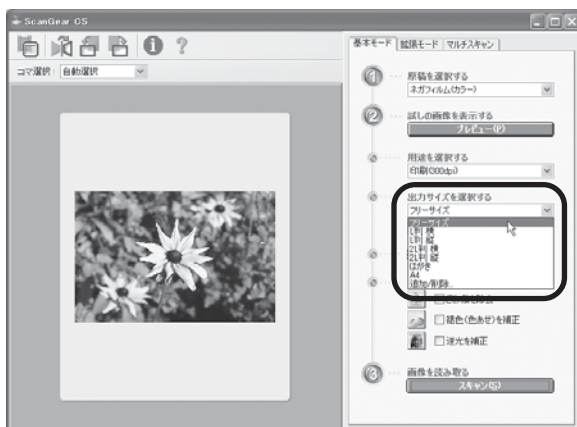 ScanGear CS
コマ選択: 自動選択
基本モード 拡張モード マルチスキャン
1 原稿を選択する
ネガフィルム(カラー)
2 試しの画像を表示する
プレビュー(P)
用途を選択する
印刷(300dpi)
出力サイズを選択する
フリーサイズ
フリーサイズ
L判 横
L判 縦
2L判 横
2L判 縦
はがき
A4
追加/削除...
褪色(色あせ)を補正
逆光を補正
3 画像を読み取る
スキャン(S)